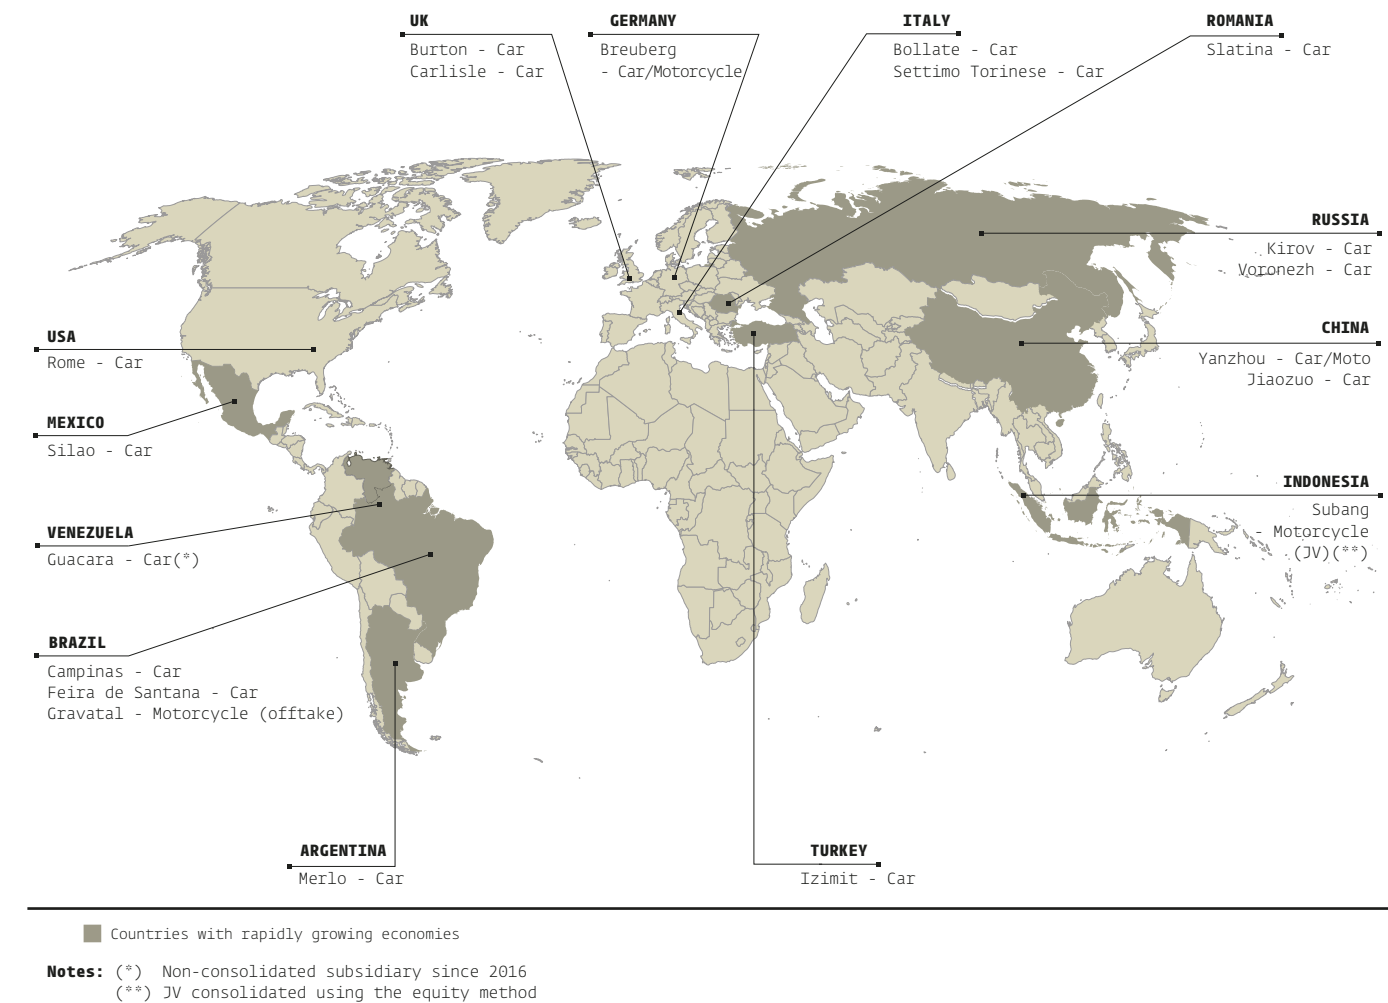 UK
Burton - Car
Carlisle - Car
GERMANY
Breuberg
- Car/Motorcycle
ITALY
Bollate - Car
Settimo Torinese - Car
ROMANIA
Slatina - Car
RUSSIA
Kirov - Car
Voronezh - Car
CHINA
Yanzhou - Car/Moto
Jiaozuo - Car
INDONESIA
Subang
- Motorcycle
(JV)(**)
USA
Rome - Car
MEXICO
Silao - Car
VENEZUELA
Guacara - Car(*)
BRAZIL
Campinas - Car
Feira de Santana - Car
Gravatal - Motorcycle (offtake)
ARGENTINA
Merlo - Car
TURKEY
Izimit - Car
Countries with rapidly growing economies
Notes: (*) Non-consolidated subsidiary since 2016
(**) JV consolidated using the equity method